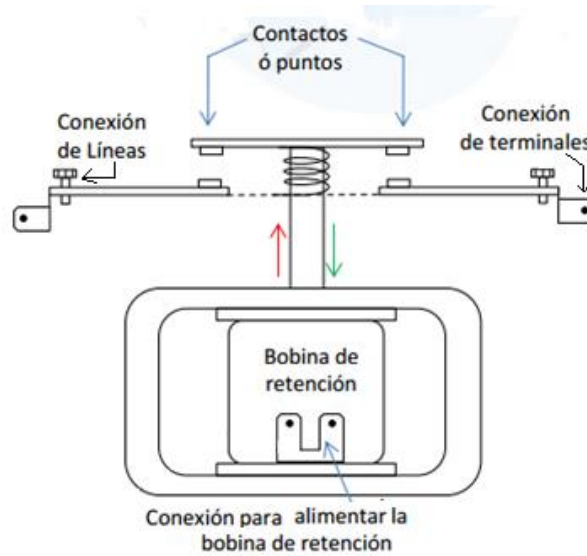 Contactos
ó puntos
Conexión
de Líneas
Conexión
de terminales
Bobina de
retención
Conexión para alimentar la
bobina de retención